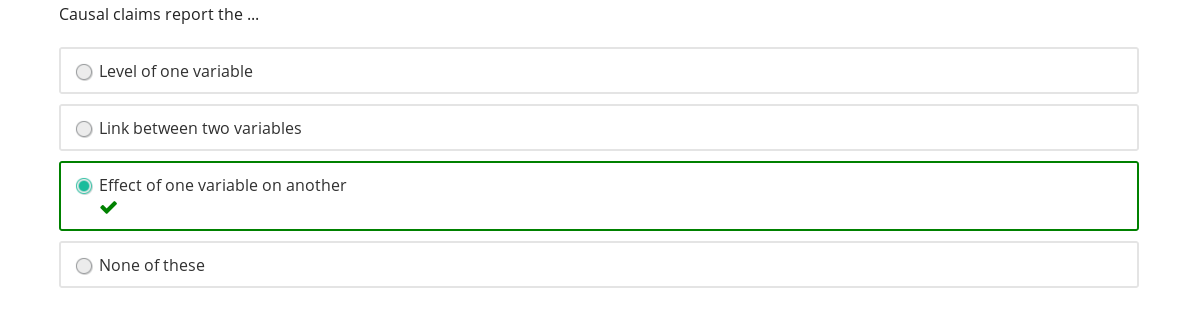 Causal claims report the ...
Level of one variable
Link between two variables
Effect of one variable on another
None of these